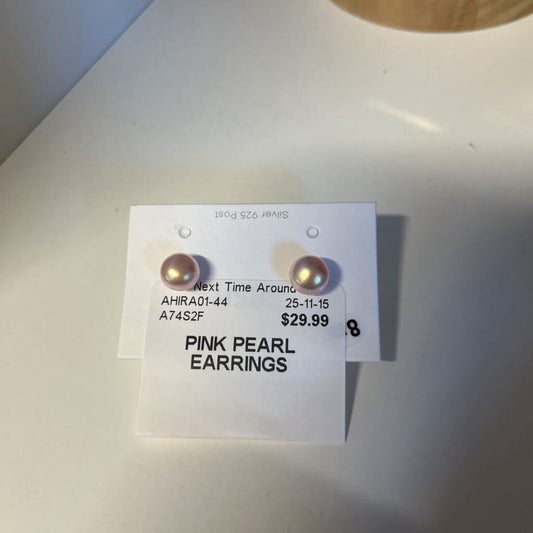 Silver 925 Post
Next Time Around
AHIRA01-44 25-11-15
A74S2F $29.99
PINK PEARL
EARRINGS